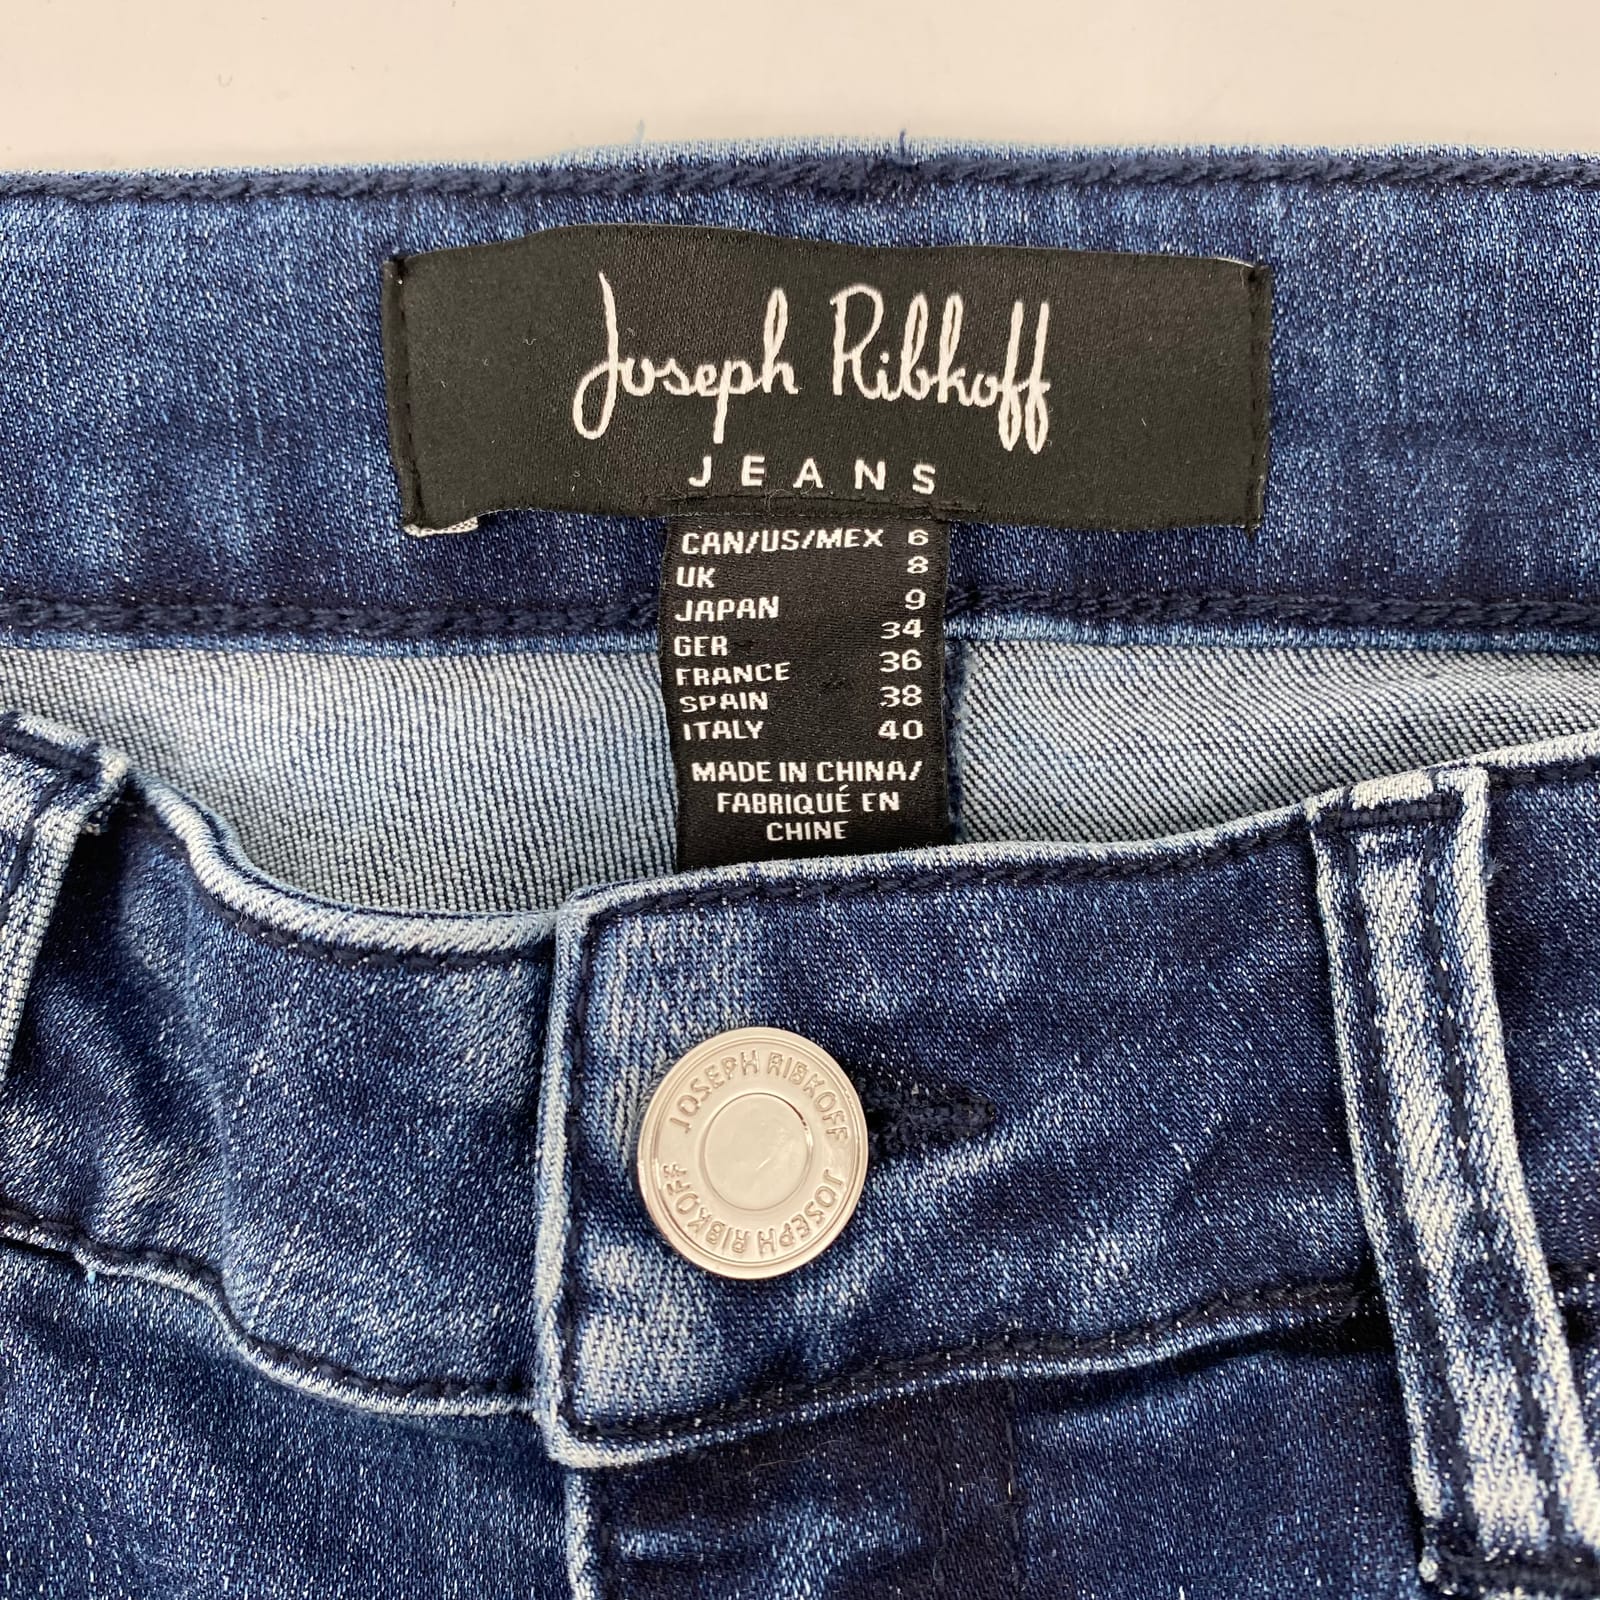 Joseph Ribkoff
JEANS
CAN/US/MEX 6
UK 8
JAPAN 9
GER 34
FRANCE 36
SPAIN 38
ITALY 40
MADE IN CHINA/
FABRIQUÉ EN
CHINE
JOSEPH RIBKOFF JOSEPH RIBKOFF